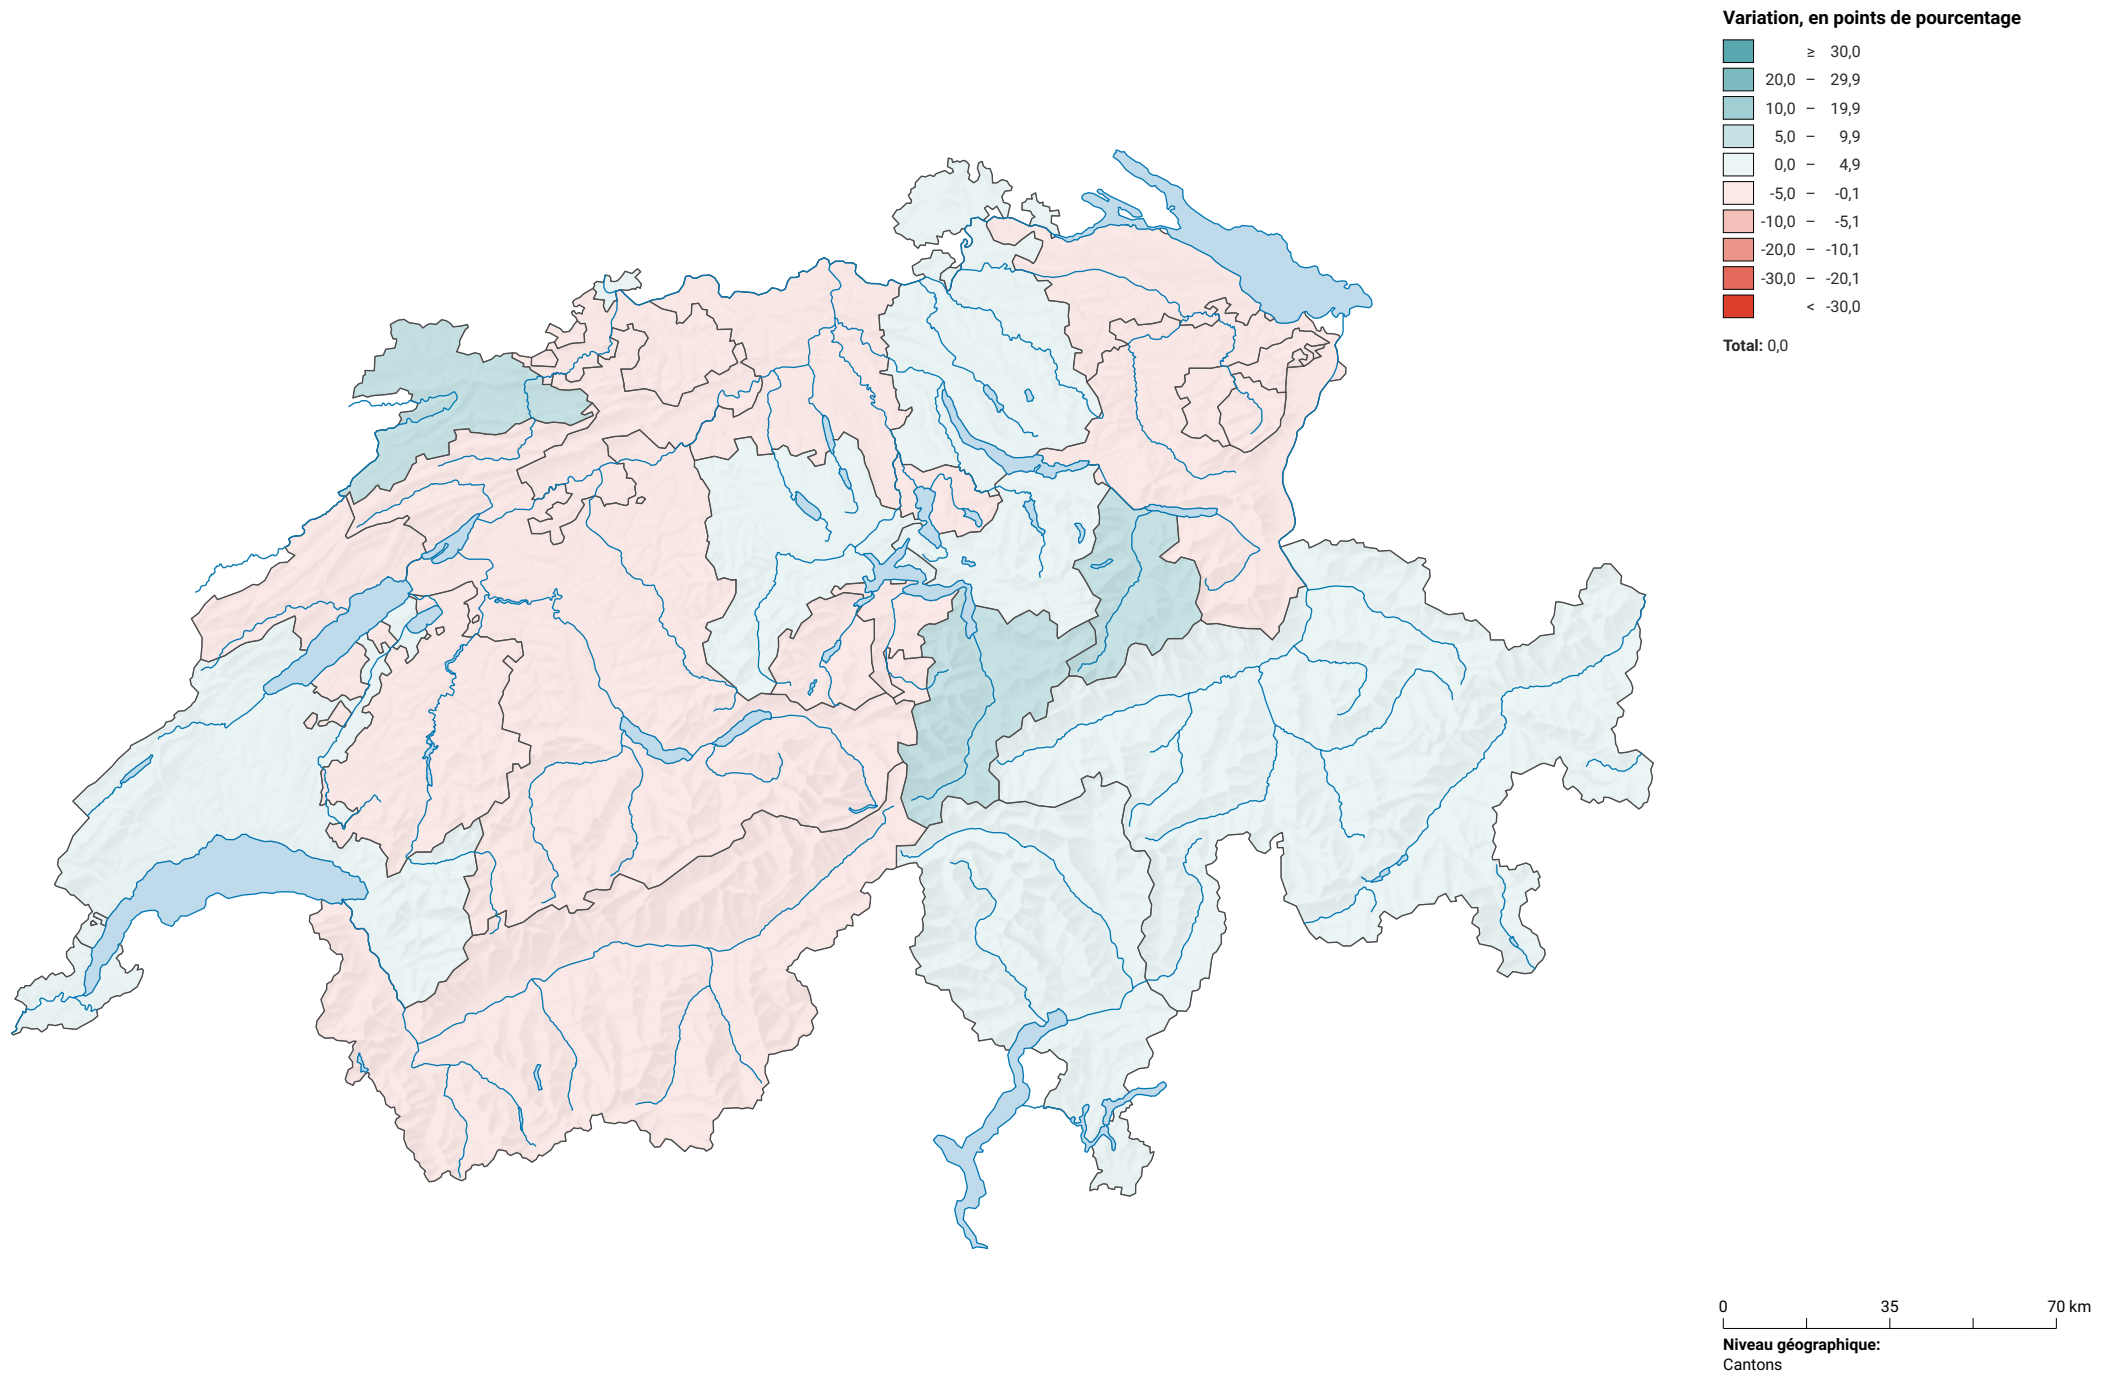 Variation, en points de pourcentage
≥ 30,0
20,0 – 29,9
10,0 – 19,9
5,0 – 9,9
0,0 – 4,9
-5,0 – -0,1
-10,0 – -5,1
-20,0 – -10,1
-30,0 – -20,1
< -30,0
Total: 0,0
0 35 70 km
Niveau géographique:
Cantons